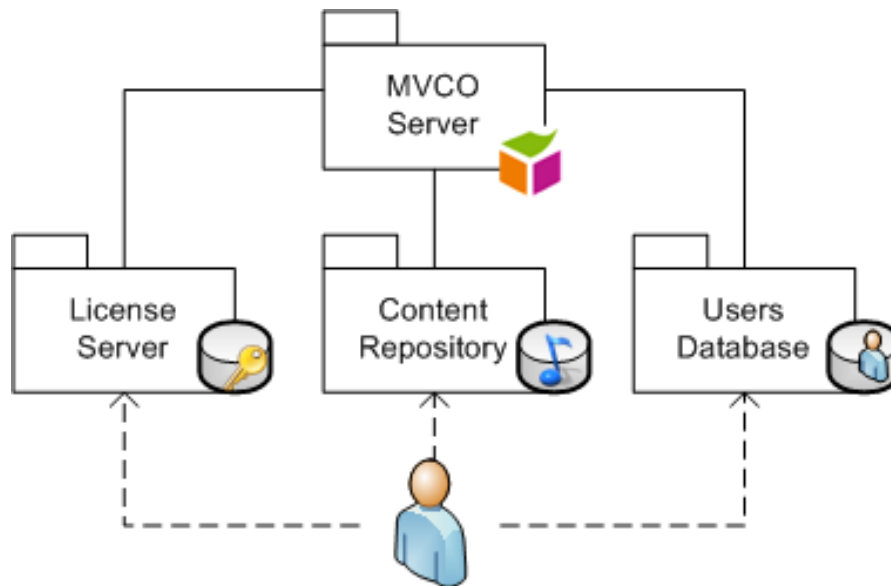 MVCO
Server
License
Server
Content
Repository
Users
Database